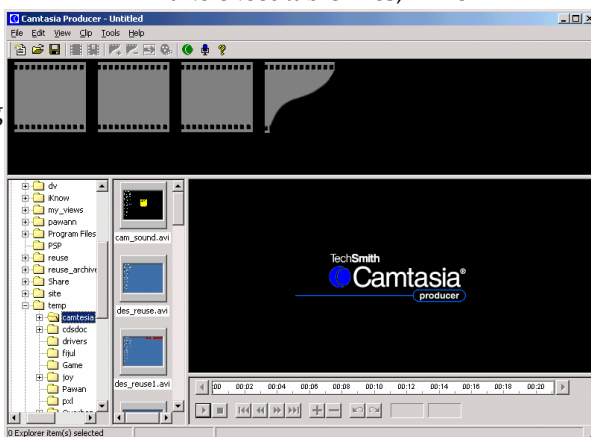 Camtasia Producer - Untitled
File Edit View Clip Tools Help
dv
iKnow
my_views
pawann
Program Files
PSP
reuse
reuse_archive
Share
site
temp
camtesia
cdsdoc
drivers
fijul
Game
joy
Pawan
pxl
cam_sound.avi
des_reuse.avi
des_reuse1.avi
TechSmith
Camtasia®
producer
00 00:02 00:04 00:06 00:08 00:10 00:12 00:14 00:16 00:18 00:20
0 Explorer item(s) selected